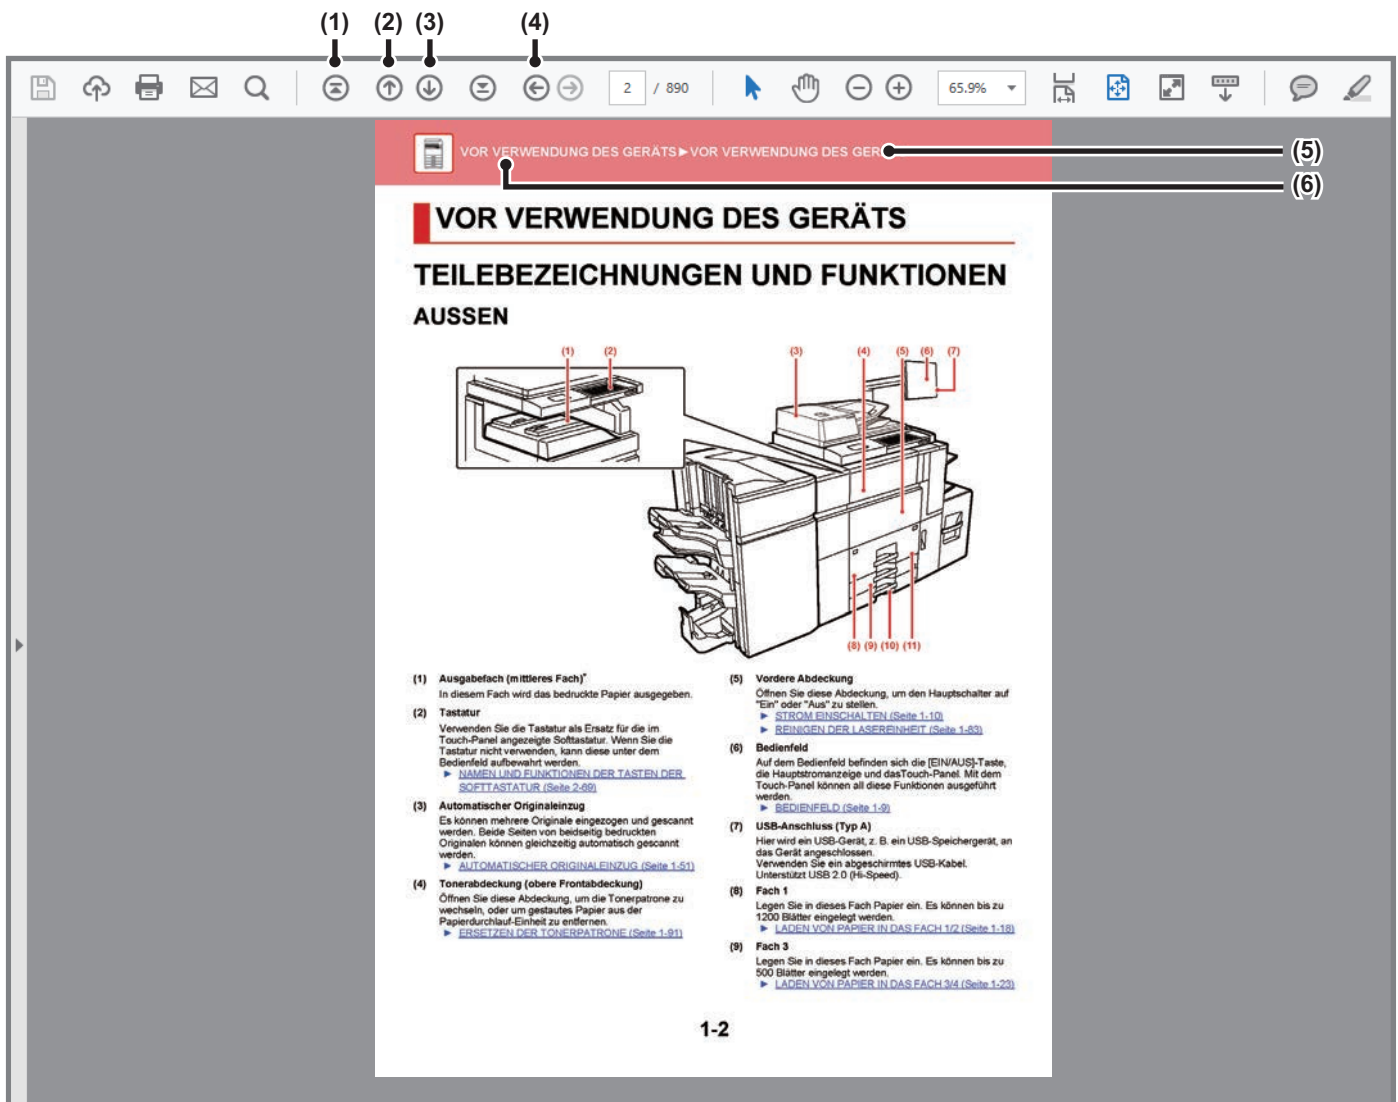 (1) (2) (3) (4)
2 / 890 65.9%
VOR VERWENDUNG DES GERÄTS►VOR VERWENDUNG DES GER
(5)
(6)
VOR VERWENDUNG DES GERÄTS
TEILEBEZEICHNUNGEN UND FUNKTIONEN
AUSSEN
(1) (2) (3) (4) (5) (6) (7)
(8) (9) (10) (11)
(1) Ausgabefach (mittleres Fach)*
In diesem Fach wird das bedruckte Papier ausgegeben.
(2) Tastatur
Verwenden Sie die Tastatur als Ersatz für die im
Touch-Panel angezeigte Softtastatur. Wenn Sie die
Tastatur nicht verwenden, kann diese unter dem
Bedienfeld aufbewahrt werden.
► NAMEN UND FUNKTIONEN DER TASTEN DER
SOFTTASTATUR (Seite 2-69)
(3) Automatischer Originaleinzug
Es können mehrere Originale eingezogen und gescannt
werden. Beide Seiten von beidseitig bedruckten
Originalen können gleichzeitig automatisch gescannt
werden.
► AUTOMATISCHER ORIGINALEINZUG (Seite 1-51)
(4) Tonerabdeckung (obere Frontabdeckung)
Öffnen Sie diese Abdeckung, um die Tonerpatrone zu
wechseln, oder um gestautes Papier aus der
Papierdurchlauf-Einheit zu entfernen.
► ERSETZEN DER TONERPATRONE (Seite 1-91)
(5) Vordere Abdeckung
Öffnen Sie diese Abdeckung, um den Hauptschalter auf
"Ein" oder "Aus" zu stellen.
► STROM EINSCHALTEN (Seite 1-10)
► REINIGEN DER LASEREINHEIT (Seite 1-83)
(6) Bedienfeld
Auf dem Bedienfeld befinden sich die [EIN/AUS]-Taste,
die Hauptstromanzeige und dasTouch-Panel. Mit dem
Touch-Panel können all diese Funktionen ausgeführt
werden.
► BEDIENFELD (Seite 1-9)
(7) USB-Anschluss (Typ A)
Hier wird ein USB-Gerät, z. B. ein USB-Speichergerät, an
das Gerät angeschlossen.
Verwenden Sie ein abgeschirmtes USB-Kabel.
Unterstützt USB 2.0 (Hi-Speed).
(8) Fach 1
Legen Sie in dieses Fach Papier ein. Es können bis zu
1200 Blätter eingelegt werden.
► LADEN VON PAPIER IN DAS FACH 1/2 (Seite 1-18)
(9) Fach 3
Legen Sie in dieses Fach Papier ein. Es können bis zu
500 Blätter eingelegt werden.
► LADEN VON PAPIER IN DAS FACH 3/4 (Seite 1-23)
1-2